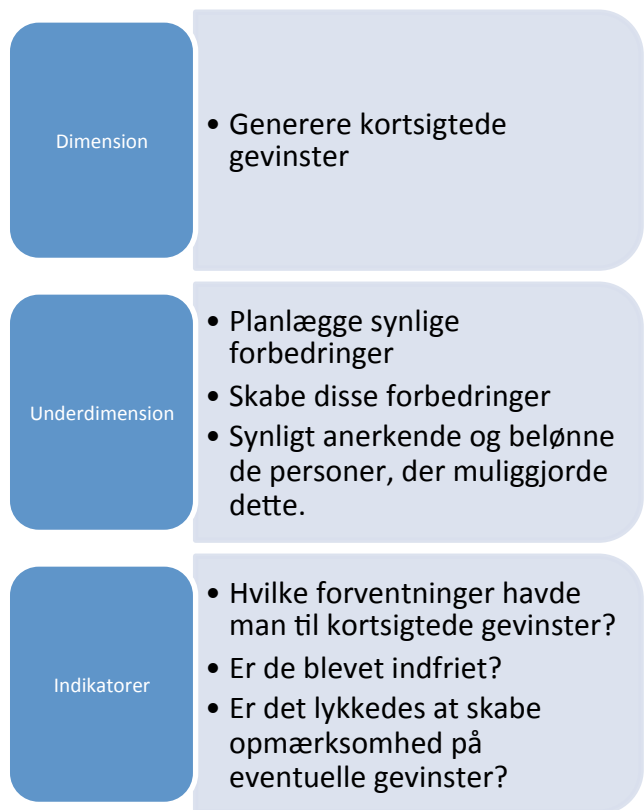 Dimension
• Generere kortsigtede
gevinster
Underdimension
• Planlægge synlige
forbedringer
• Skabe disse forbedringer
• Synligt anerkende og belønne
de personer, der muliggjorde
dette.
Indikatorer
• Hvilke forventninger havde
man til kortsigtede gevinster?
• Er de blevet indfriet?
• Er det lykkedes at skabe
opmærksomhed på
eventuelle gevinster?